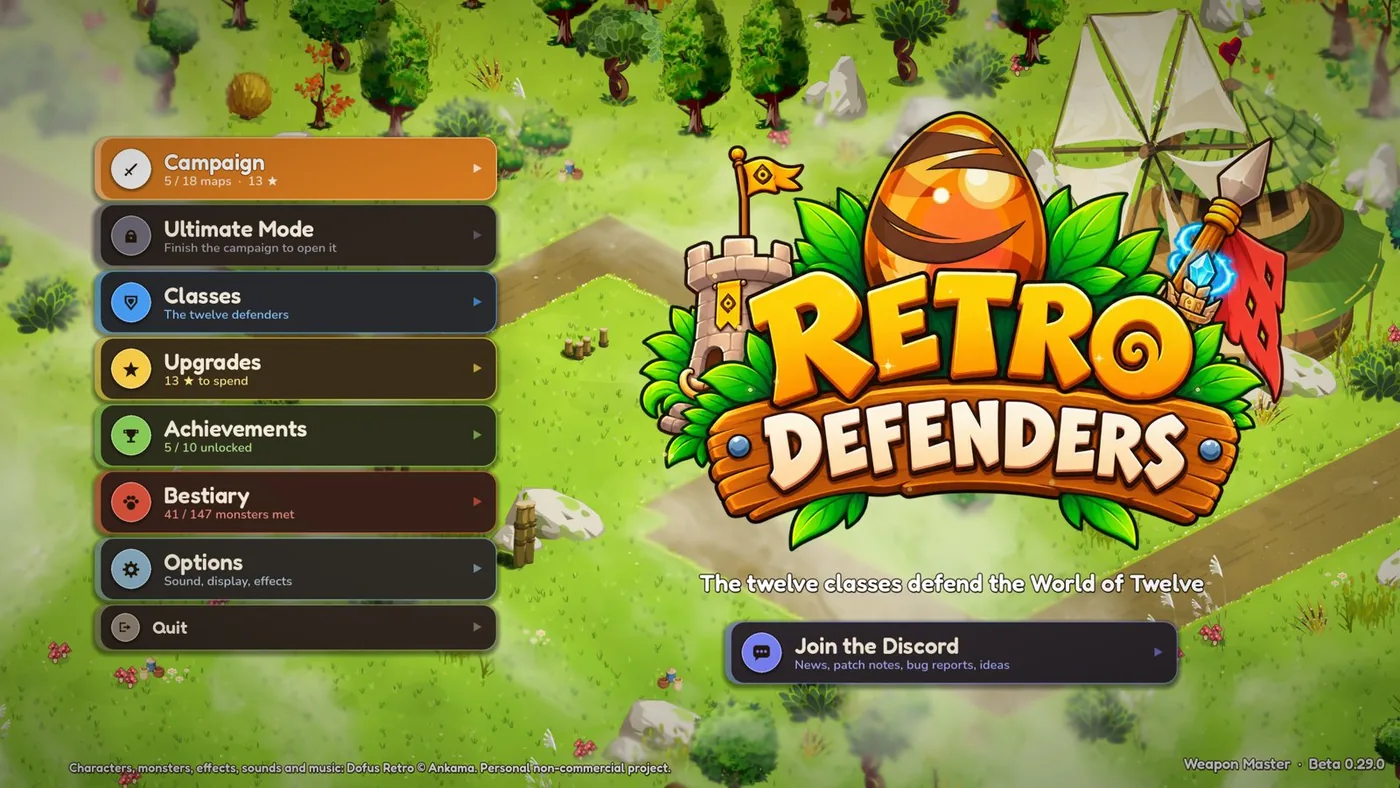 Campaign
5 / 18 maps · 13 ★
Ultimate Mode
Finish the campaign to open it
Classes
The twelve defenders
Upgrades
13 ★ to spend
Achievements
5 / 10 unlocked
Bestiary
41 / 147 monsters met
Options
Sound, display, effects
Quit
RETRO
DEFENDERS
The twelve classes defend the World of Twelve
Join the Discord
News, patch notes, bug reports, ideas
Characters, monsters, effects, sounds and music: Dofus Retro © Ankama. Personal non-commercial project.
Weapon Master · Beta 0.29.0